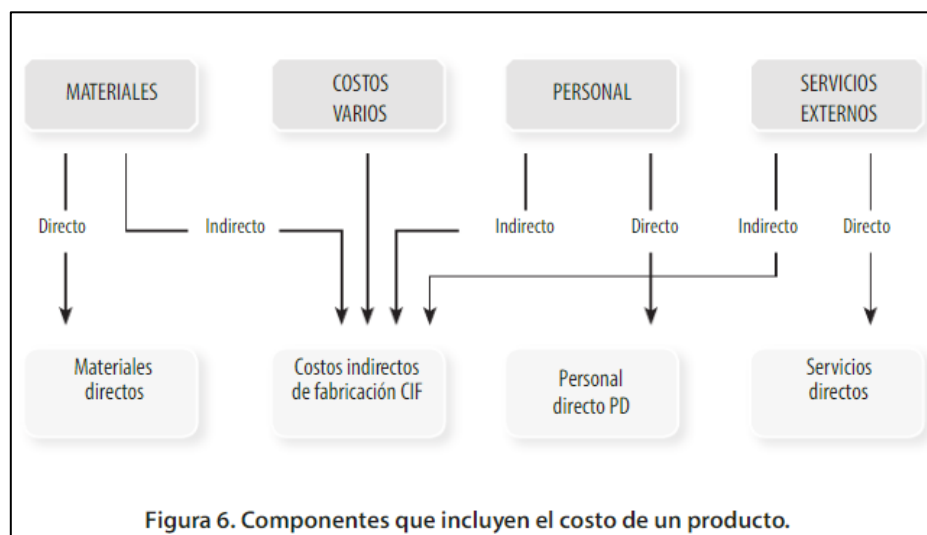 MATERIALES
COSTOS
VARIOS
PERSONAL
SERVICIOS
EXTERNOS
Directo
Indirecto
Indirecto
Directo
Indirecto
Directo
Materiales
directos
Costos indirectos
de fabricación CIF
Personal
directo PD
Servicios
directos
Figura 6. Componentes que incluyen el costo de un producto.